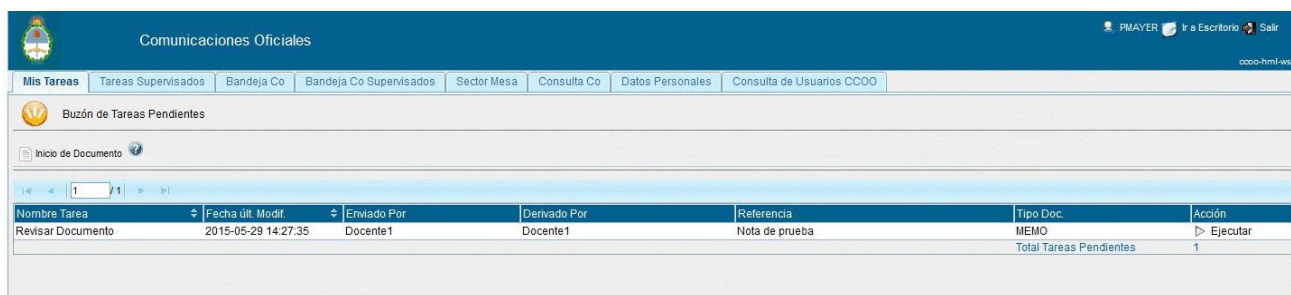 Comunicaciones Oficiales
PMAYER Ir a Escritorio Salir
ccoo-hml-ws
Mis Tareas Tareas Supervisados Bandeja Co Bandeja Co Supervisados Sector Mesa Consulta Co Datos Personales Consulta de Usuarios CCOO
Buzón de Tareas Pendientes
Inicio de Documento
1 / 1
Nombre Tarea Fecha últ. Modif. Enviado Por Derivado Por Referencia Tipo Doc. Acción
Revisar Documento 2015-05-29 14:27:35 Docente1 Docente1 Nota de prueba MEMO Ejecutar
Total Tareas Pendientes 1